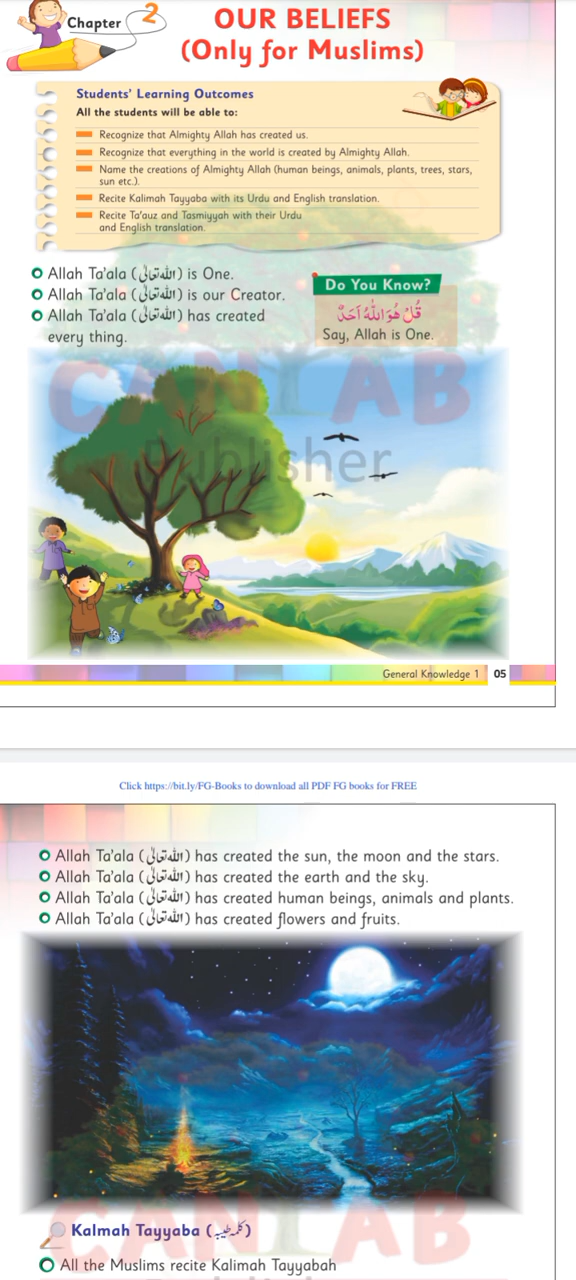 Chapter 2
OUR BELIEFS
(Only for Muslims)
Students' Learning Outcomes
All the students will be able to:
Recognize that Almighty Allah has created us.
Recognize that everything in the world is created by Almighty Allah.
Name the creations of Almighty Allah (human beings, animals, plants, trees, stars,
sun etc.).
Recite Kalimah Tayyaba with its Urdu and English translation.
Recite Ta'auz and Tasmiyyah with their Urdu
and English translation.
Allah Ta'ala (اللہ تعالیٰ) is One.
Allah Ta'ala (اللہ تعالیٰ) is our Creator.
Allah Ta'ala (اللہ تعالیٰ) has created
every thing.
Do You Know?
قُلْ هُوَ اللّٰهُ اَحَدٌ
Say, Allah is One.
CANTAB
Publisher
General Knowledge 1 05
Click https://bit.ly/FG-Books to download all PDF FG books for FREE
Allah Ta'ala (اللہ تعالیٰ) has created the sun, the moon and the stars.
Allah Ta'ala (اللہ تعالیٰ) has created the earth and the sky.
Allah Ta'ala (اللہ تعالیٰ) has created human beings, animals and plants.
Allah Ta'ala (اللہ تعالیٰ) has created flowers and fruits.
CANTAB
Kalmah Tayyaba (کلمہ طیبہ)
All the Muslims recite Kalimah Tayyabah